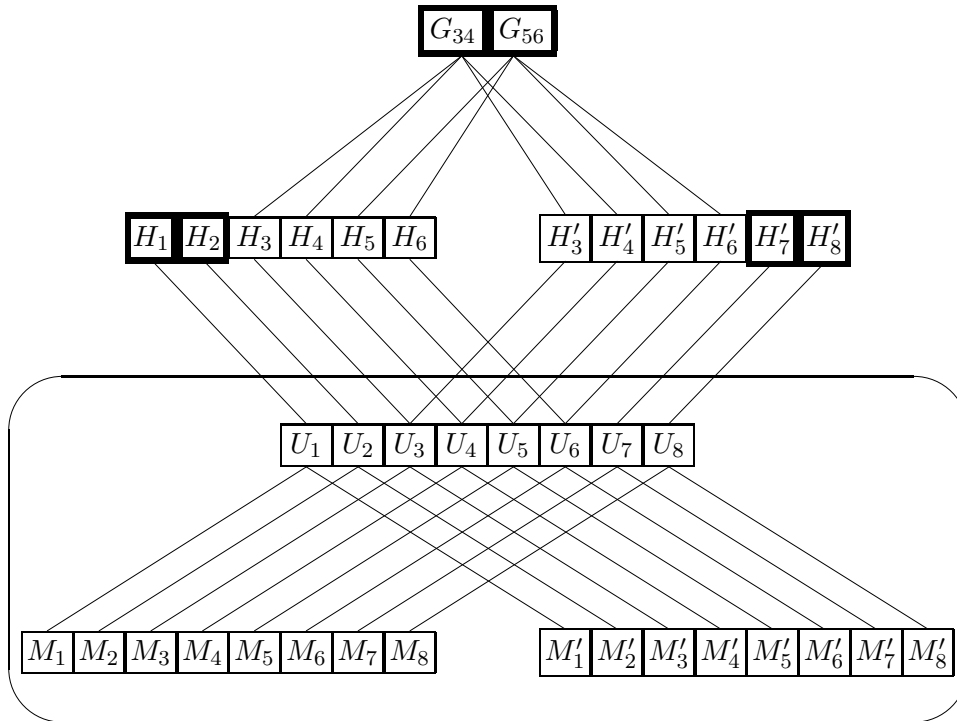 G₃₄ G₅₆
H₁ H₂ H₃ H₄ H₅ H₆ H′₃ H′₄ H′₅ H′₆ H′₇ H′₈
U₁ U₂ U₃ U₄ U₅ U₆ U₇ U₈
M₁ M₂ M₃ M₄ M₅ M₆ M₇ M₈ M′₁ M′₂ M′₃ M′₄ M′₅ M′₆ M′₇ M′₈